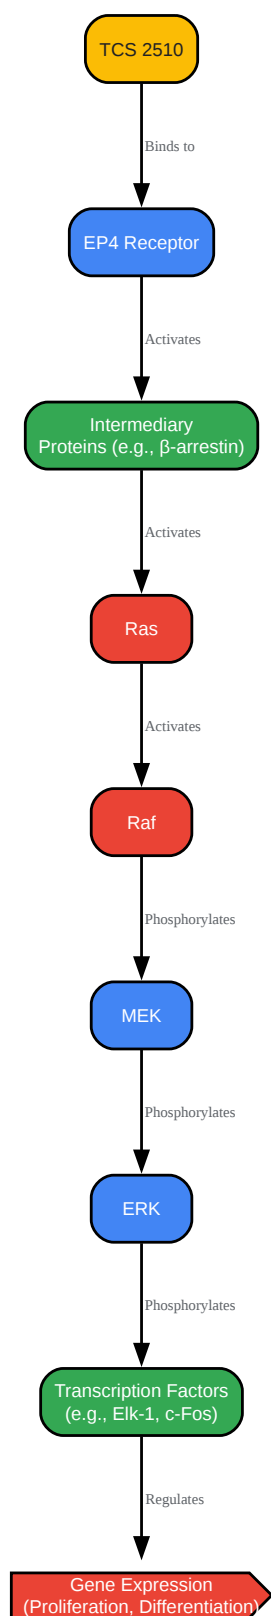 TCS 2510
Binds to
EP4 Receptor
Activates
Intermediary
Proteins (e.g., β-arrestin)
Activates
Ras
Activates
Raf
Phosphorylates
MEK
Phosphorylates
ERK
Phosphorylates
Transcription Factors
(e.g., Elk-1, c-Fos)
Regulates
Gene Expression
(Proliferation, Differentiation)